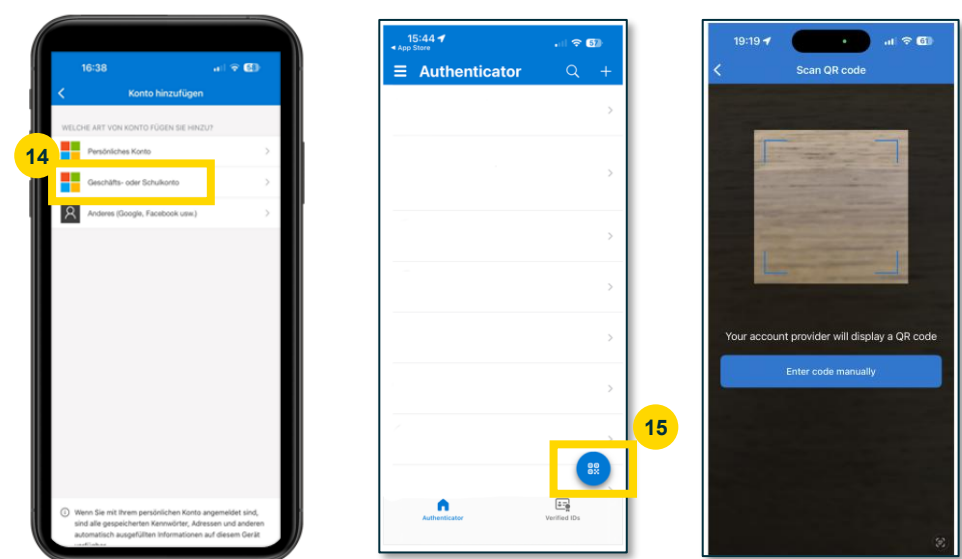 16:38
Konto hinzufügen
WELCHE ART VON KONTO FÜGEN SIE HINZU?
14
Persönliches Konto
Geschäfts- oder Schulkonto
Anderes (Google, Facebook usw.)
Wenn Sie mit Ihrem persönlichen Konto angemeldet sind,
sind alle gespeicherten Kennwörter, Adressen und anderen
automatisch ausgefüllten Informationen auf diesem Gerät
15:44
App Store
57
Authenticator
15
Authenticator
Verified IDs
19:19
61
Scan QR code
Your account provider will display a QR code
Enter code manually